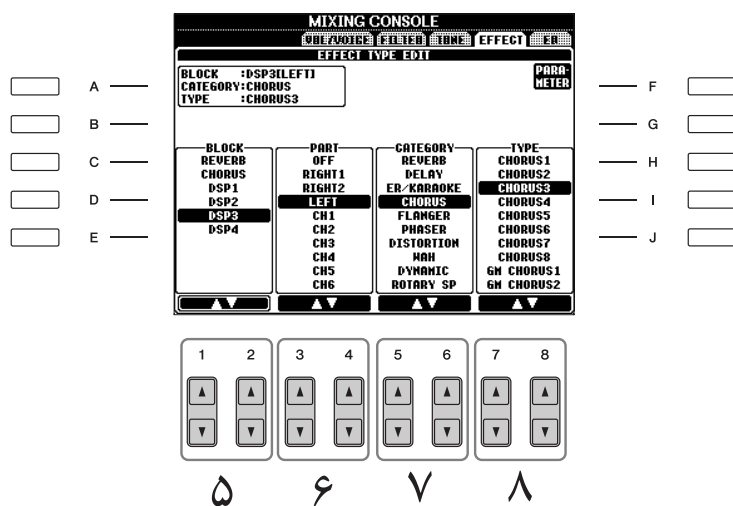 MIXING CONSOLE
VOL/VOICE FILTER TUNE EFFECT EQ
EFFECT TYPE EDIT
BLOCK :DSP3[LEFT]
CATEGORY:CHORUS
TYPE :CHORUS3
PARA-
METER
A
B
C
D
E
F
G
H
I
J
BLOCK
REVERB
CHORUS
DSP1
DSP2
DSP3
DSP4
PART
OFF
RIGHT1
RIGHT2
LEFT
CH1
CH2
CH3
CH4
CH5
CH6
CATEGORY
REVERB
DELAY
ER/KARAOKE
CHORUS
FLANGER
PHASER
DISTORTION
WAH
DYNAMIC
ROTARY SP
TYPE
CHORUS1
CHORUS2
CHORUS3
CHORUS4
CHORUS5
CHORUS6
CHORUS7
CHORUS8
GM CHORUS1
GM CHORUS2
1 2 3 4 5 6 7 8
۵ ۶ ۷ ۸